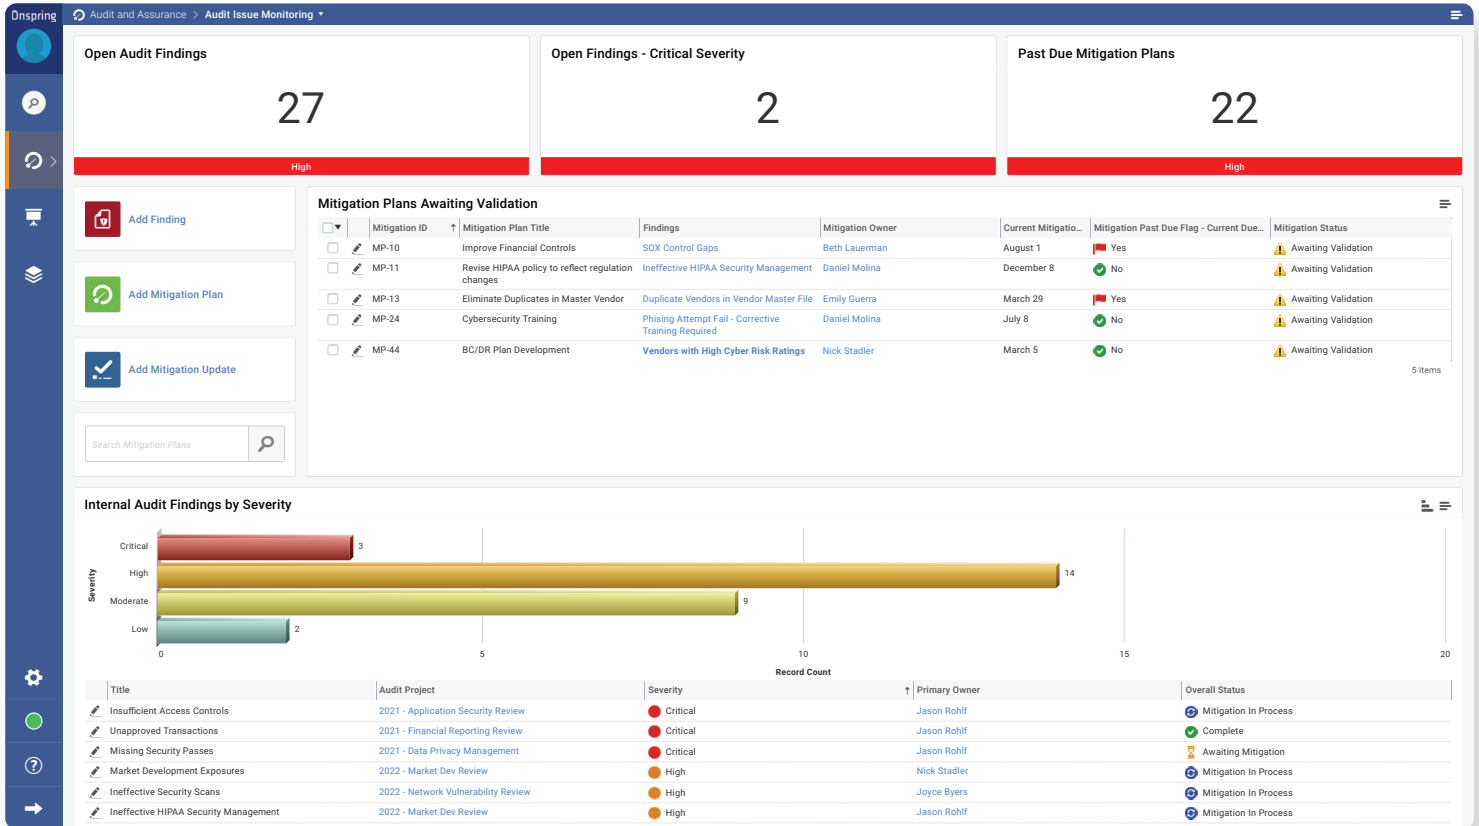 Onspring
Audit and Assurance > Audit Issue Monitoring
Open Audit Findings
27
High
Open Findings - Critical Severity
2
Past Due Mitigation Plans
22
High
Add Finding
Add Mitigation Plan
Add Mitigation Update
Search Mitigation Plans
Mitigation Plans Awaiting Validation
Mitigation ID ↑ Mitigation Plan Title Findings Mitigation Owner Current Mitigatio... Mitigation Past Due Flag - Current Due... Mitigation Status
MP-10 Improve Financial Controls SOX Control Gaps Beth Lauerman August 1 Yes Awaiting Validation
MP-11 Revise HIPAA policy to reflect regulation Ineffective HIPAA Security Management Daniel Molina December 8 No Awaiting Validation
changes
MP-13 Eliminate Duplicates in Master Vendor Duplicate Vendors in Vendor Master File Emily Guerra March 29 Yes Awaiting Validation
MP-24 Cybersecurity Training Phising Attempt Fail - Corrective Daniel Molina July 8 No Awaiting Validation
Training Required
MP-44 BC/DR Plan Development Vendors with High Cyber Risk Ratings Nick Stadler March 5 No Awaiting Validation
5 items
Internal Audit Findings by Severity
Severity
Critical 3
High 14
Moderate 9
Low 2
0 5 10 15 20
Record Count
Title Audit Project Severity ↑ Primary Owner Overall Status
Insufficient Access Controls 2021 - Application Security Review Critical Jason Rohlf Mitigation In Process
Unapproved Transactions 2021 - Financial Reporting Review Critical Jason Rohlf Complete
Missing Security Passes 2021 - Data Privacy Management Critical Jason Rohlf Awaiting Mitigation
Market Development Exposures 2022 - Market Dev Review High Nick Stadler Mitigation In Process
Ineffective Security Scans 2022 - Network Vulnerability Review High Joyce Byers Mitigation In Process
Ineffective HIPAA Security Management 2022 - Market Dev Review High Jason Rohlf Mitigation In Process